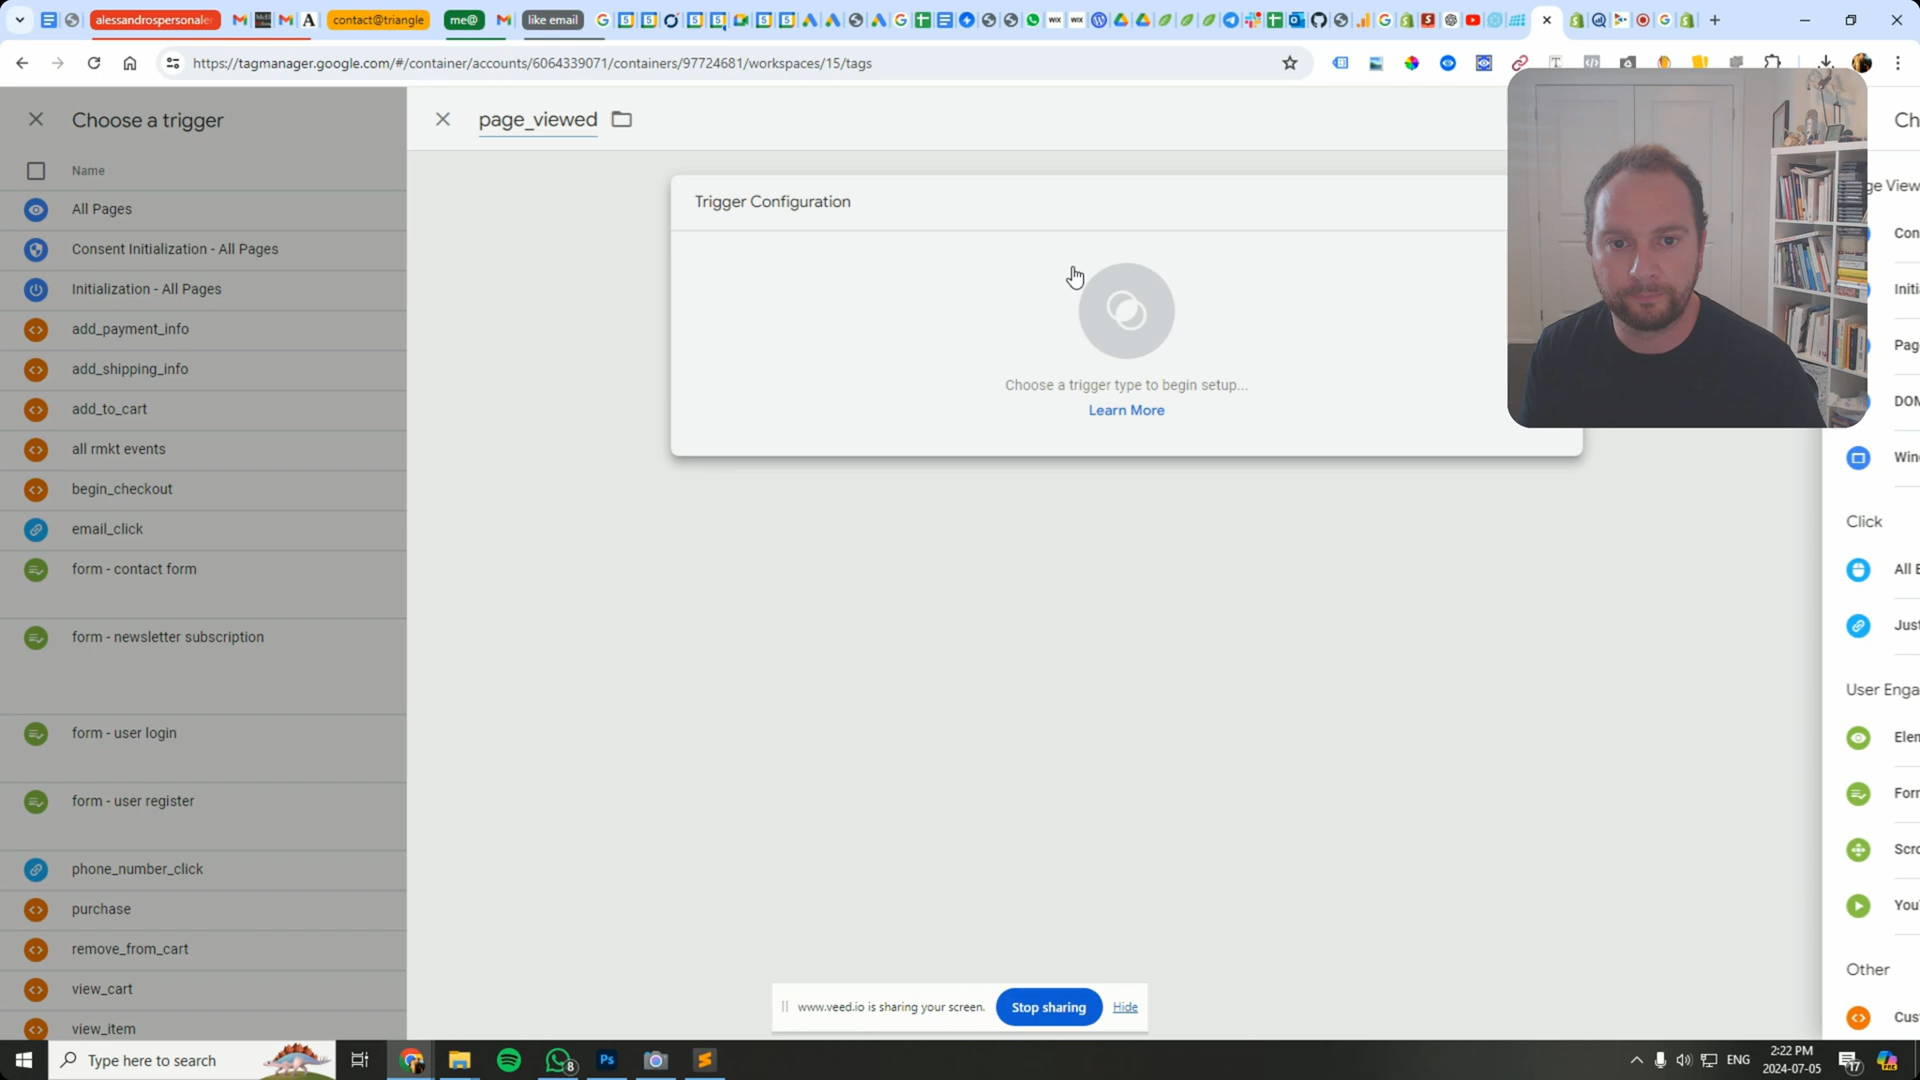 alessandrospersonale
contact@triangle
me@
like email
https://tagmanager.google.com/#/container/accounts/6064339071/containers/97724681/workspaces/15/tags
Choose a trigger
page_viewed
Ch
Name
Trigger Configuration
ge View
All Pages
Con
Consent Initialization - All Pages
Initi
Initialization - All Pages
add_payment_info
Pag
add_shipping_info
Choose a trigger type to begin setup...
Learn More
DOM
add_to_cart
all rmkt events
Win
begin_checkout
Click
email_click
All E
form - contact form
Just
form - newsletter subscription
User Enga
form - user login
Elen
form - user register
Forr
Scro
phone_number_click
You
purchase
remove_from_cart
Other
view_cart
www.veed.io is sharing your screen.
Stop sharing
Hide
Cus
view_item
Type here to search
Ps
8
ENG
2:22 PM
2024-07-05
17